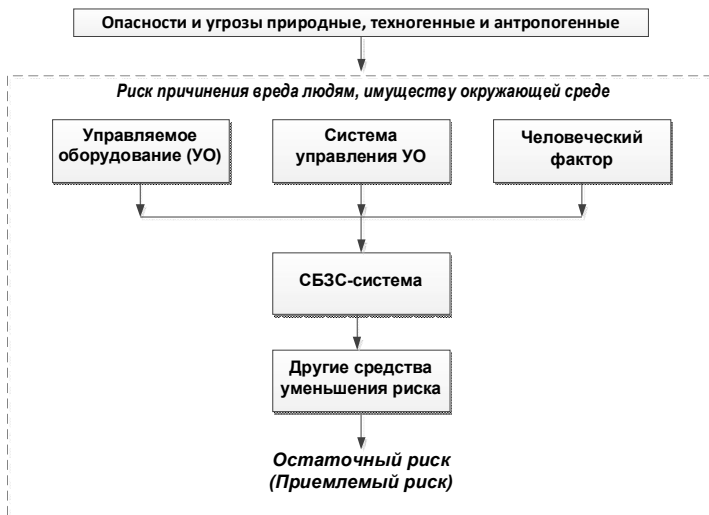 Опасности и угрозы природные, техногенные и антропогенные
Риск причинения вреда людям, имуществу окружающей среде
Управляемое
оборудование (УО)
Система
управления УО
Человеческий
фактор
СБЗС-система
Другие средства
уменьшения риска
Остаточный риск
(Приемлемый риск)